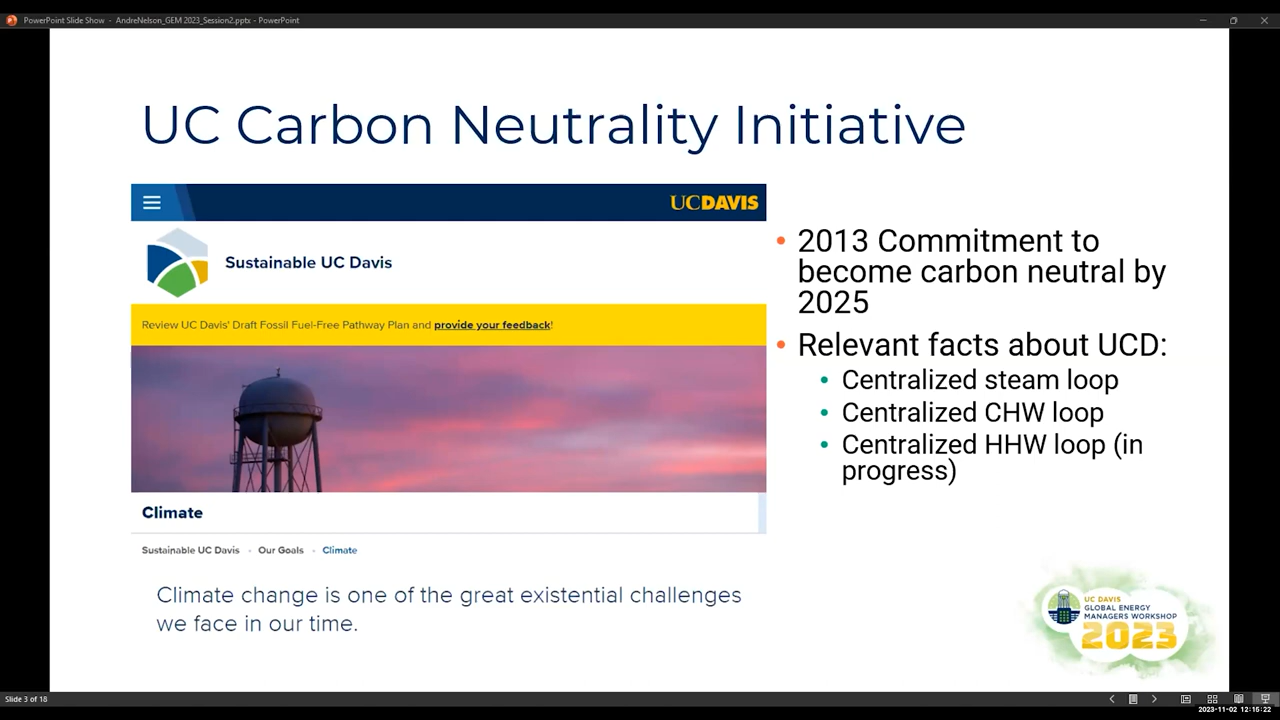 PowerPoint Slide Show - AndreNelson_GEM 2023_Session2.pptx - PowerPoint
UC Carbon Neutrality Initiative
UCDAVIS
Sustainable UC Davis
Review UC Davis' Draft Fossil Fuel-Free Pathway Plan and provide your feedback!
Climate
Sustainable UC Davis - Our Goals - Climate
Climate change is one of the great existential challenges
we face in our time.
• 2013 Commitment to
become carbon neutral by
2025
• Relevant facts about UCD:
• Centralized steam loop
• Centralized CHW loop
• Centralized HHW loop (in
progress)
UC DAVIS
GLOBAL ENERGY
MANAGERS WORKSHOP
2023
Slide 3 of 18
2023-11-02 12:15:22